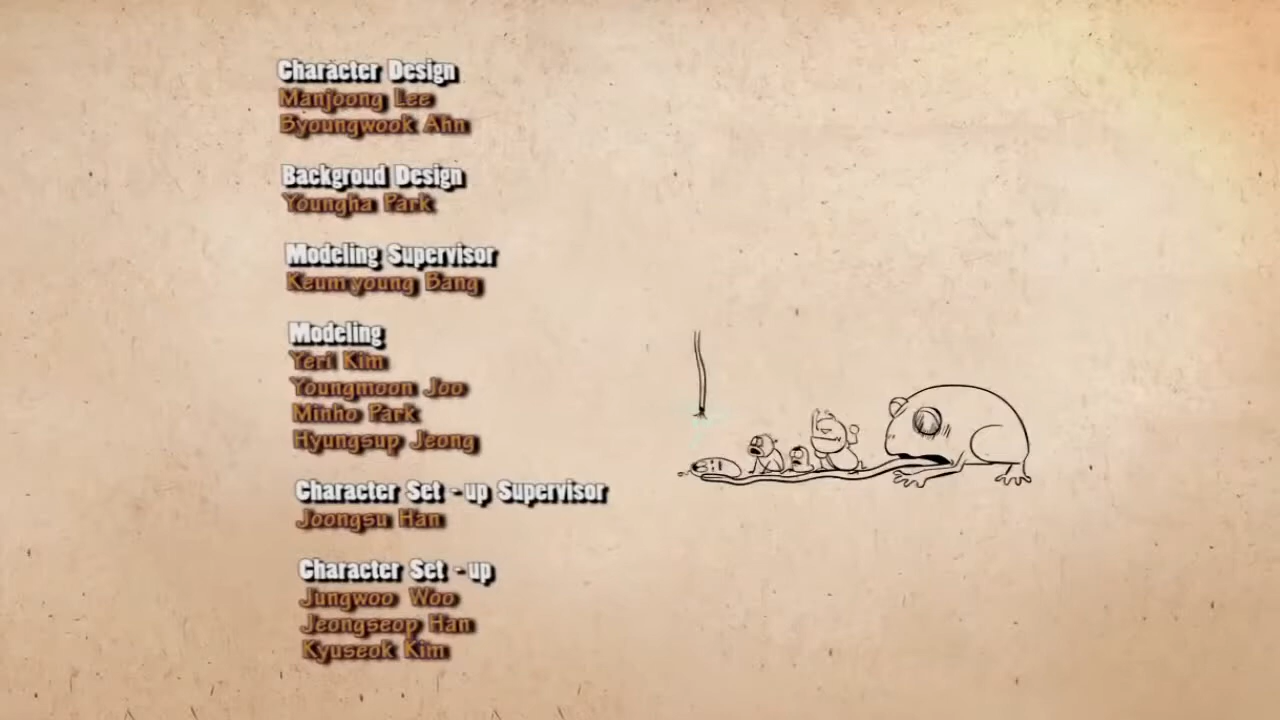 Character Design
Manjoong Lee
Byoungwook Ahn
Backgroud Design
Youngha Park
Modeling Supervisor
Keumyoung Bang
Modeling
Yeri Kim
Youngmoon Joo
Minho Park
Hyungsup Jeong
Character Set - up Supervisor
Joongsu Han
Character Set - up
Jungwoo Woo
Jeongseop Han
Kyuseok Kim